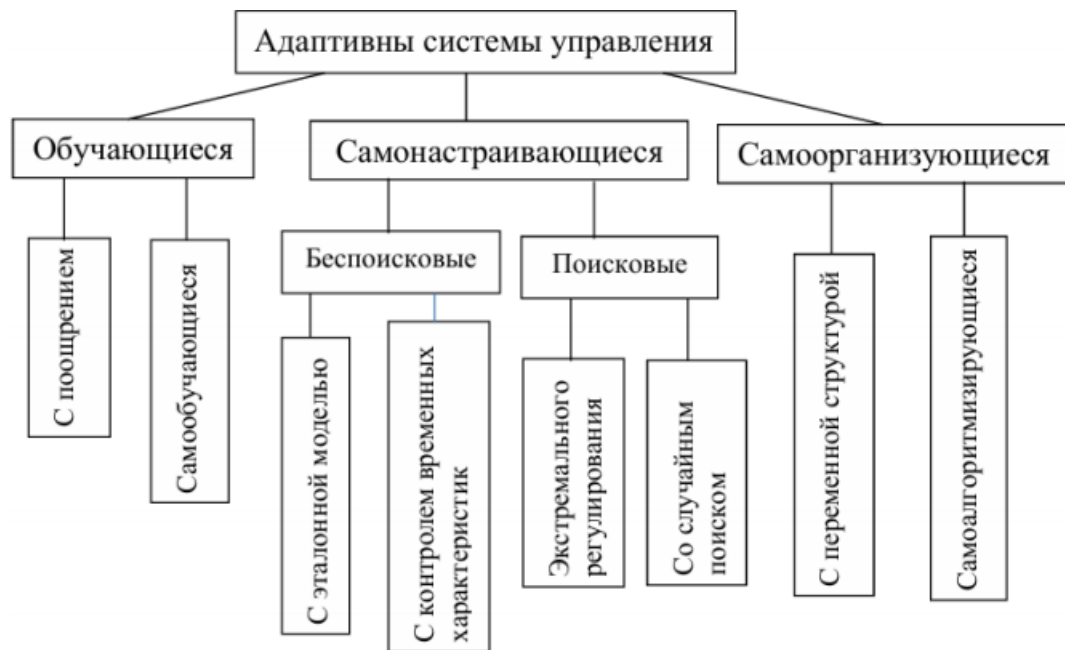 Адаптивны системы управления
Обучающиеся
Самонастраивающиеся
Самоорганизующиеся
Беспоисковые
Поисковые
С поощрением
Самообучающиеся
С эталонной моделью
С контролем временных
характеристик
Экстремального
регулирования
Со случайным
поиском
С переменной структурой
Самоалгоритмизирующиеся